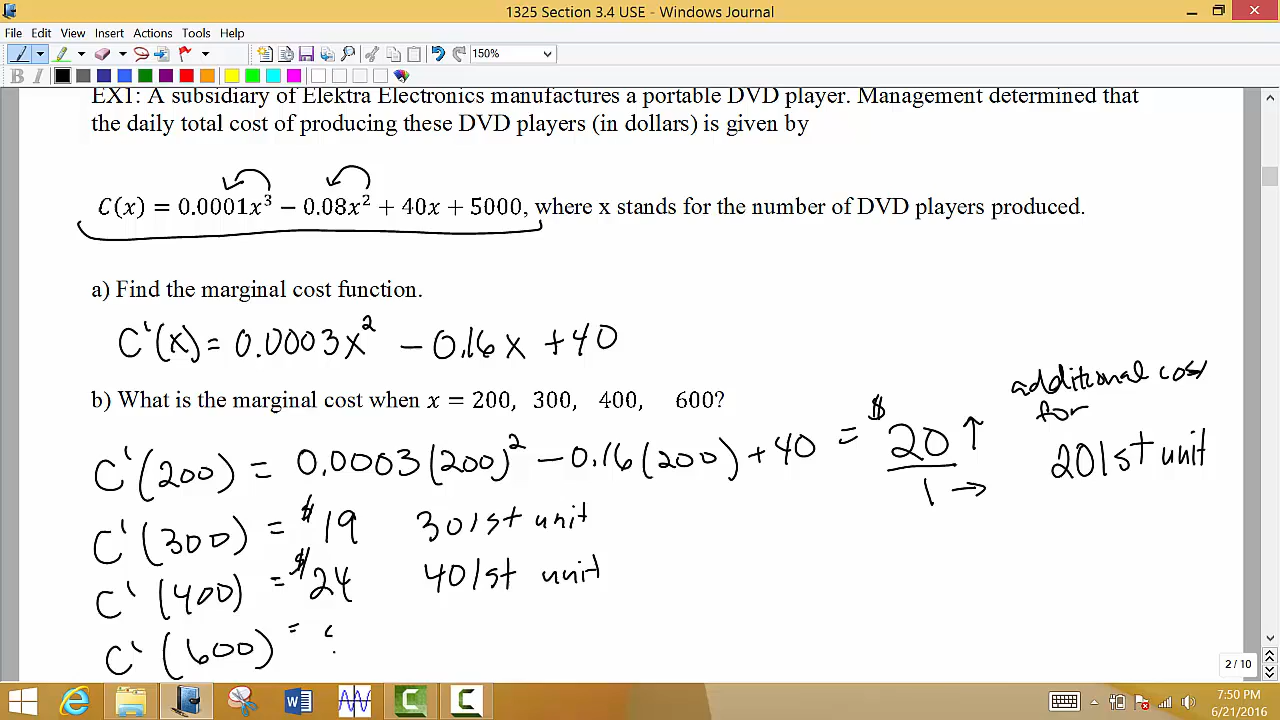 1325 Section 3.4 USE - Windows Journal
File Edit View Insert Actions Tools Help
B I 150%
EX1: A subsidiary of Elektra Electronics manufactures a portable DVD player. Management determined that
the daily total cost of producing these DVD players (in dollars) is given by
C(x) = 0.0001x³ − 0.08x² + 40x + 5000, where x stands for the number of DVD players produced.
a) Find the marginal cost function.
C'(x) = 0.0003x² − 0.16x + 40
b) What is the marginal cost when x = 200, 300, 400, 600?
additional cost
for
201st unit
C'(200) = 0.0003(200)² − 0.16(200) + 40 = $20 ↑
1 →
C'(300) = $19 301st unit
C'(400) = $24 401st unit
C'(600) =
2 / 10
7:50 PM
6/21/2016